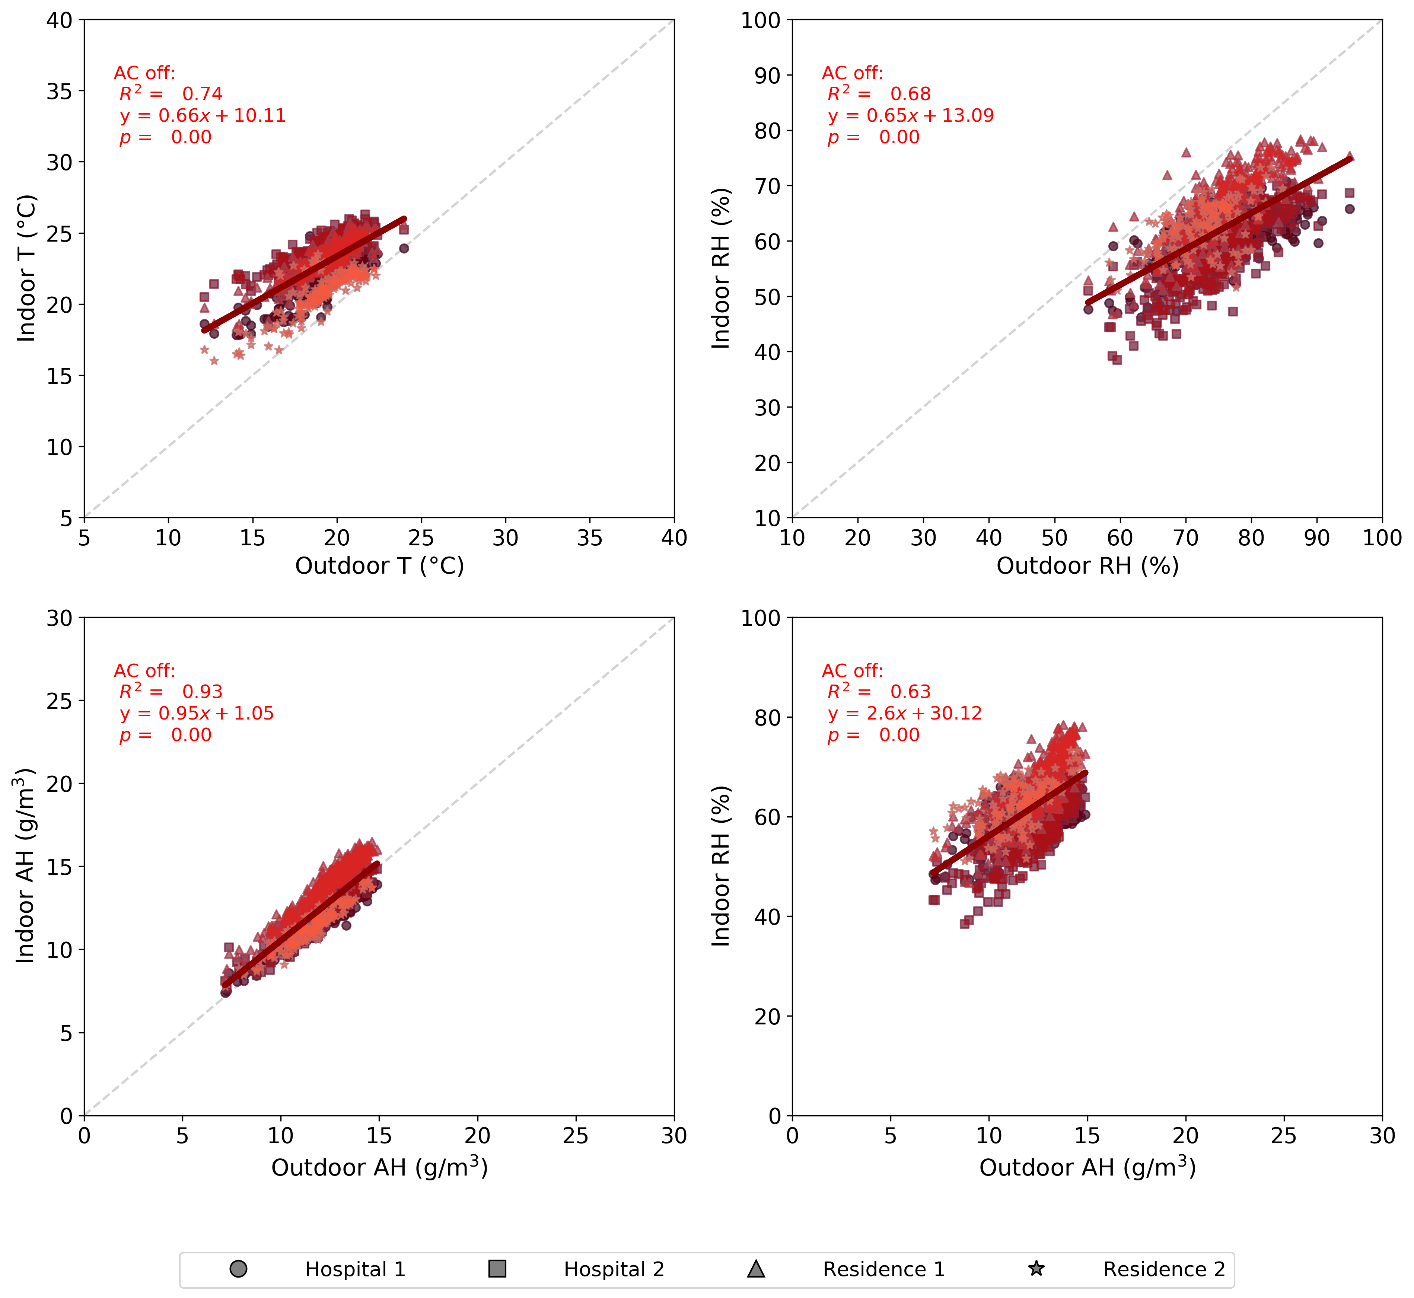 40
35
30
25
20
15
10
5
5 10 15 20 25 30 35 40
Indoor T (°C)
Outdoor T (°C)
AC off:
R² = 0.74
y = 0.66x + 10.11
p = 0.00
100
90
80
70
60
50
40
30
20
10
10 20 30 40 50 60 70 80 90 100
Indoor RH (%)
Outdoor RH (%)
AC off:
R² = 0.68
y = 0.65x + 13.09
p = 0.00
30
25
20
15
10
5
0
0 5 10 15 20 25 30
Indoor AH (g/m³)
Outdoor AH (g/m³)
AC off:
R² = 0.93
y = 0.95x + 1.05
p = 0.00
100
80
60
40
20
0
0 5 10 15 20 25 30
Indoor RH (%)
Outdoor AH (g/m³)
AC off:
R² = 0.63
y = 2.6x + 30.12
p = 0.00
Hospital 1 Hospital 2 Residence 1 Residence 2